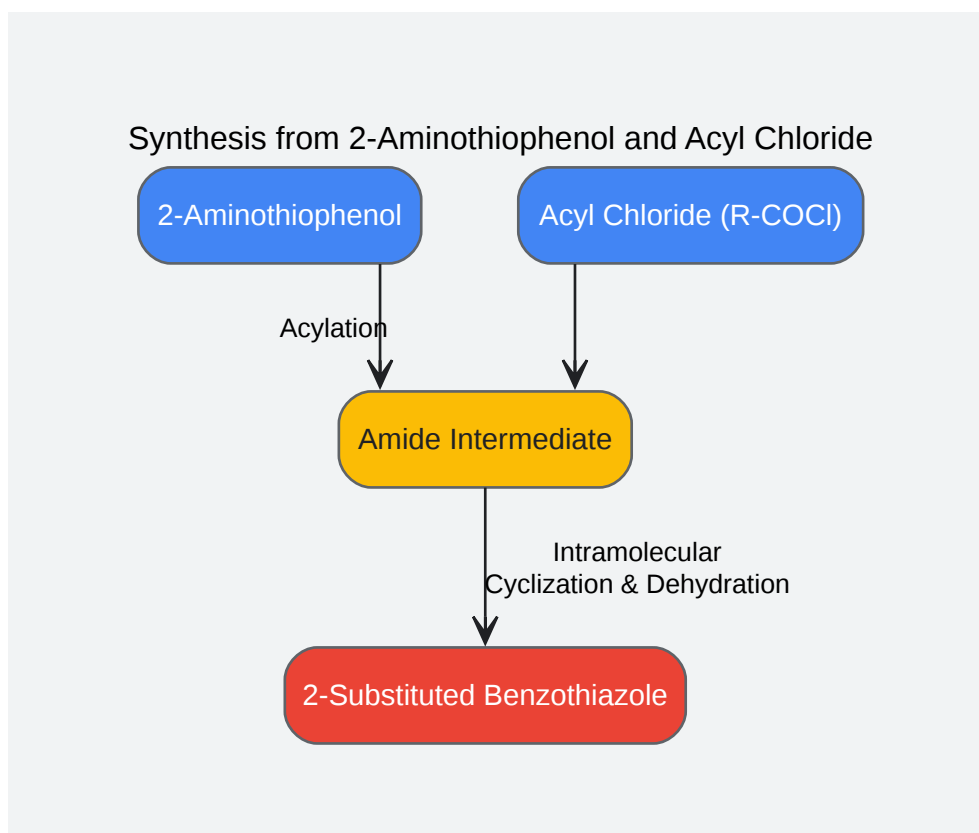 Synthesis from 2-Aminothiophenol and Acyl Chloride
2-Aminothiophenol
Acyl Chloride (R-COCl)
Acylation
Amide Intermediate
Intramolecular
Cyclization & Dehydration
2-Substituted Benzothiazole